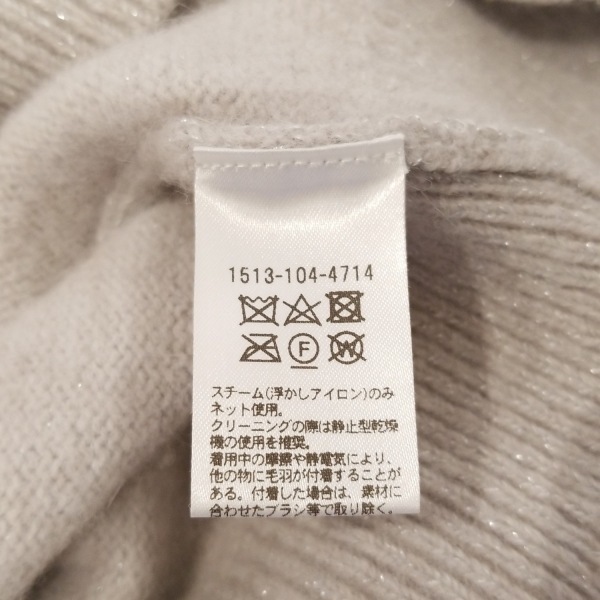 1513-104-4714
F W
スチーム(浮かしアイロン)のみ
ネット使用。
クリーニングの際は静止型乾燥
機の使用を推奨。
着用中の摩擦や静電気により、
他の物に毛羽が付着することが
ある。付着した場合は、素材に
合わせたブラシ等で取り除く。